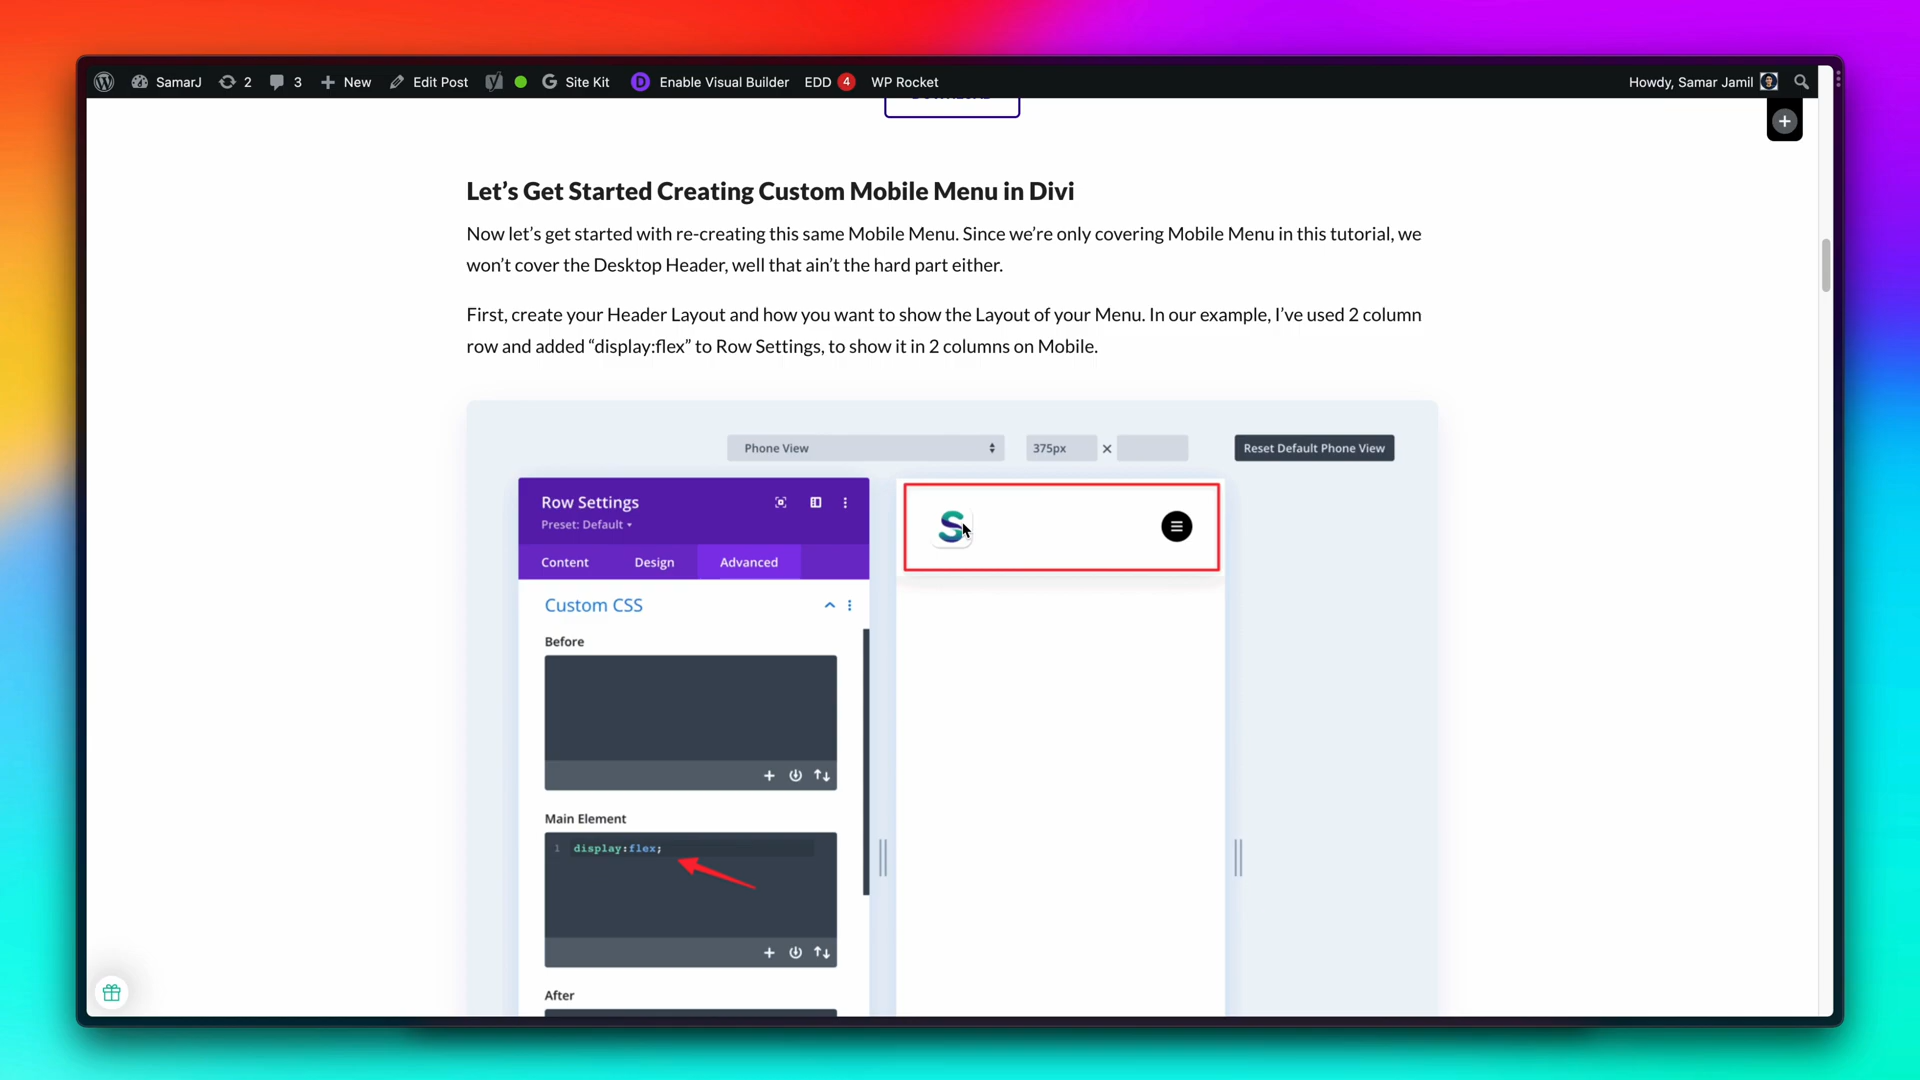 SamarJ 2 3 New Edit Post Site Kit Enable Visual Builder EDD 4 WP Rocket Howdy, Samar Jamil
Let’s Get Started Creating Custom Mobile Menu in Divi
Now let’s get started with re-creating this same Mobile Menu. Since we’re only covering Mobile Menu in this tutorial, we
won’t cover the Desktop Header, well that ain’t the hard part either.
First, create your Header Layout and how you want to show the Layout of your Menu. In our example, I’ve used 2 column
row and added “display:flex” to Row Settings, to show it in 2 columns on Mobile.
Phone View 375px × Reset Default Phone View
Row Settings
Preset: Default
Content Design Advanced
Custom CSS
Before
Main Element
1 display:flex;
After